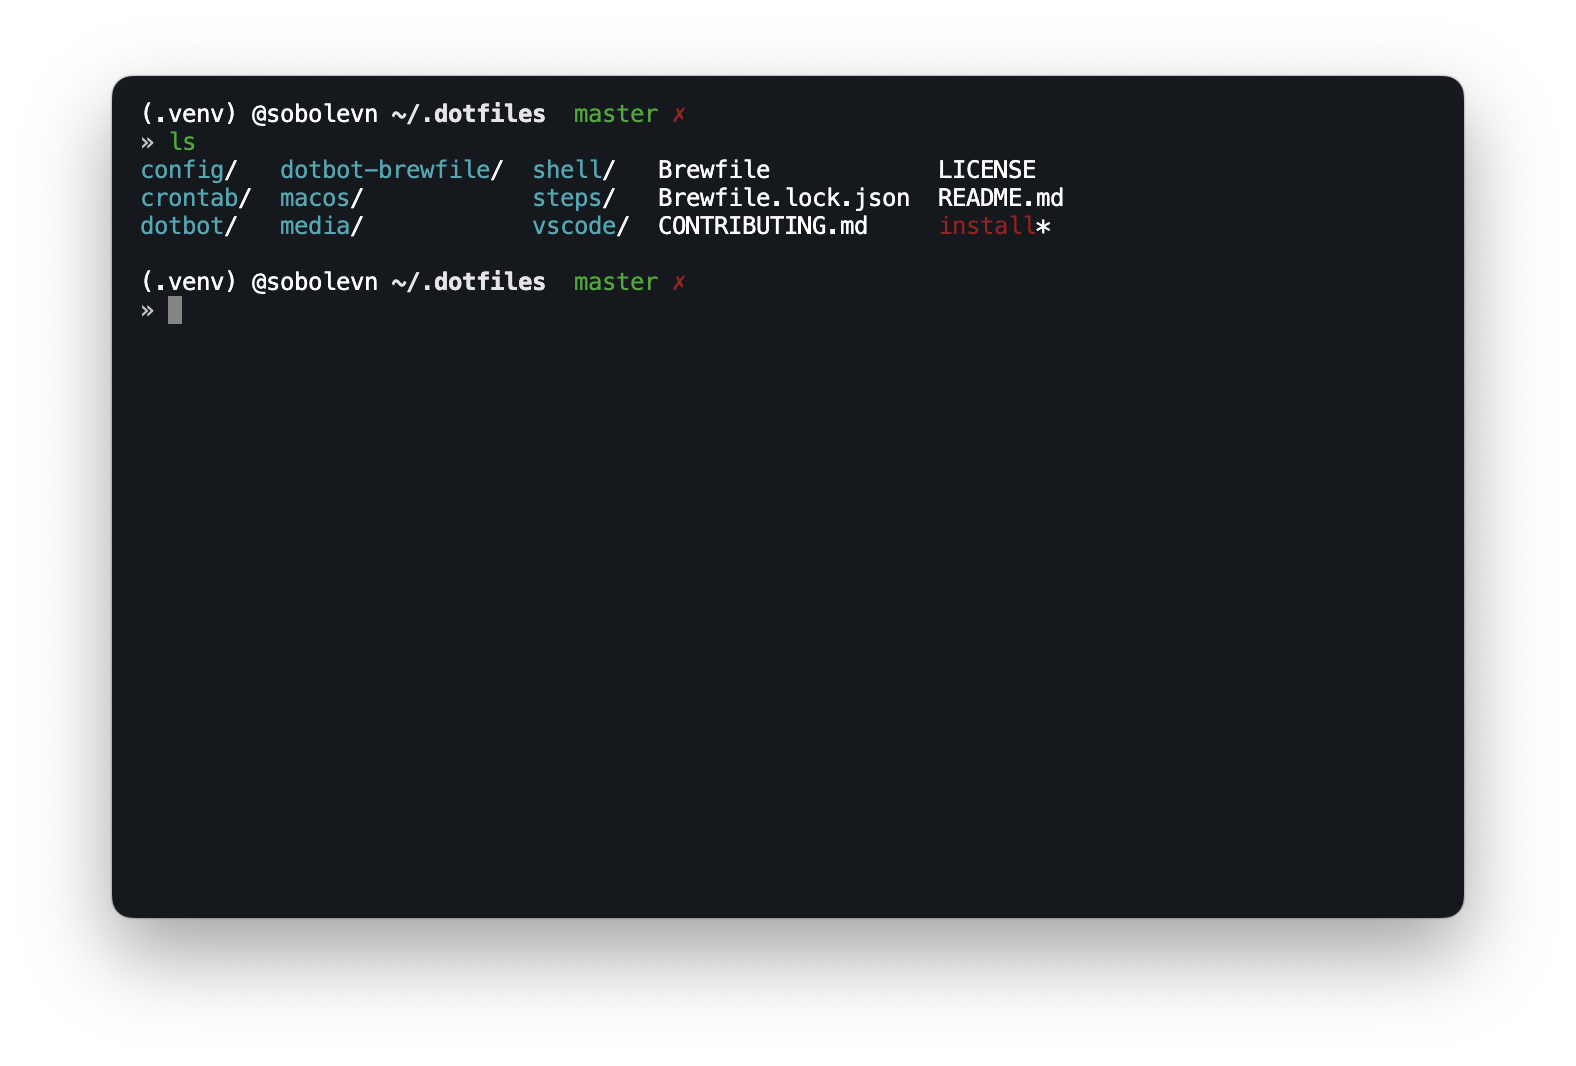 (.venv) @sobolevn ~/.dotfiles  master ✗
» ls
config/   dotbot-brewfile/  shell/   Brewfile            LICENSE
crontab/  macos/            steps/   Brewfile.lock.json  README.md
dotbot/   media/            vscode/  CONTRIBUTING.md     install*
(.venv) @sobolevn ~/.dotfiles  master ✗
»